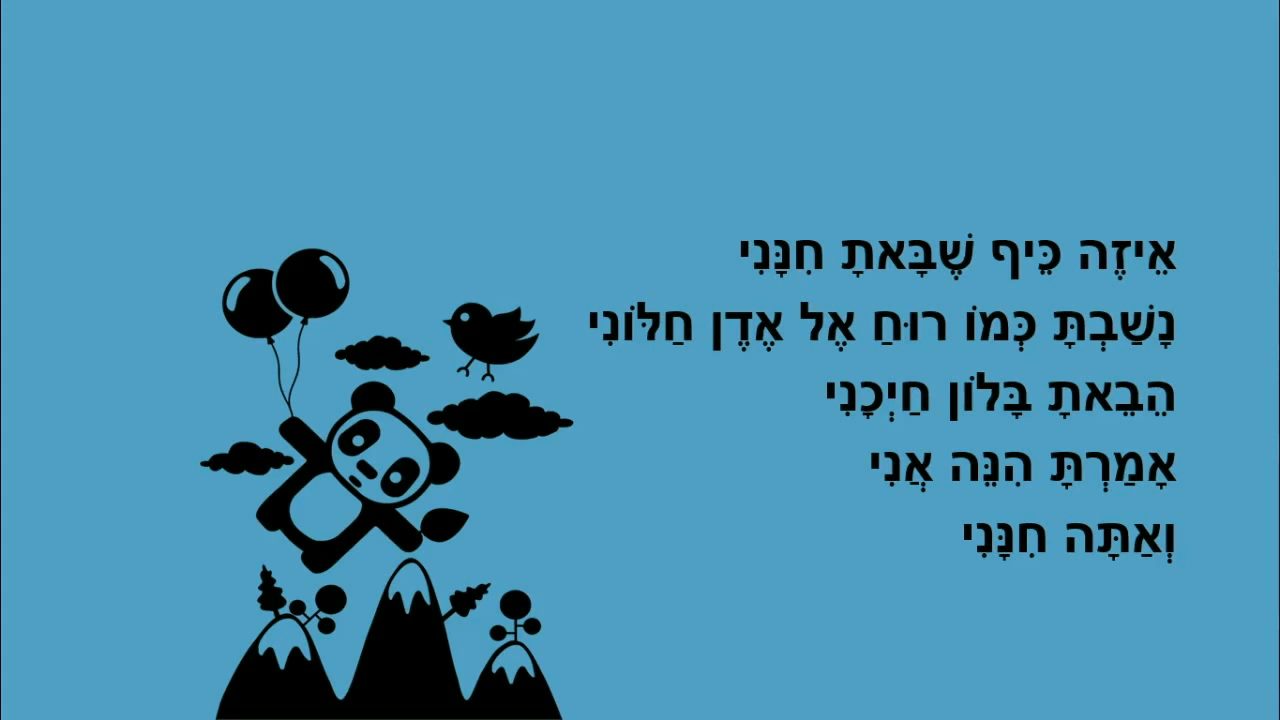 אֵיזֶה כֵּיף שֶׁבָּאתָ חִנָּנִי
נָשַׁבְתָּ כְּמוֹ רוּחַ אֶל אֶדֶן חַלּוֹנִי
הֵבֵאתָ בָּלוֹן חַיְכָנִי
אָמַרְתָּ הִנֵּה אֲנִי
וְאַתָּה חִנָּנִי